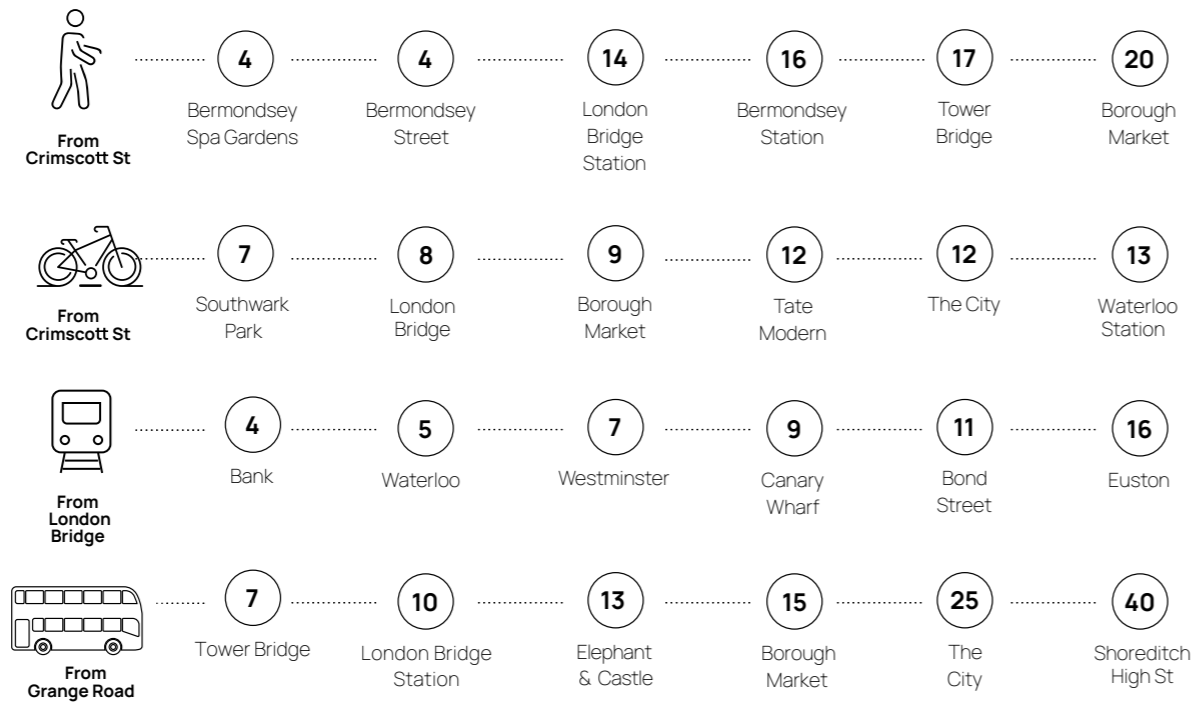 4
4
14
16
17
20
Bermondsey
Spa Gardens
Bermondsey
Street
London
Bridge
Station
Bermondsey
Station
Tower
Bridge
Borough
Market
From
Crimscott St
7
8
9
12
12
13
Southwark
Park
London
Bridge
Borough
Market
Tate
Modern
The City
Waterloo
Station
From
Crimscott St
4
5
7
9
11
16
Bank
Waterloo
Westminster
Canary
Wharf
Bond
Street
Euston
From
London
Bridge
7
10
13
15
25
40
Tower Bridge
London Bridge
Station
Elephant
& Castle
Borough
Market
The
City
Shoreditch
High St
From
Grange Road